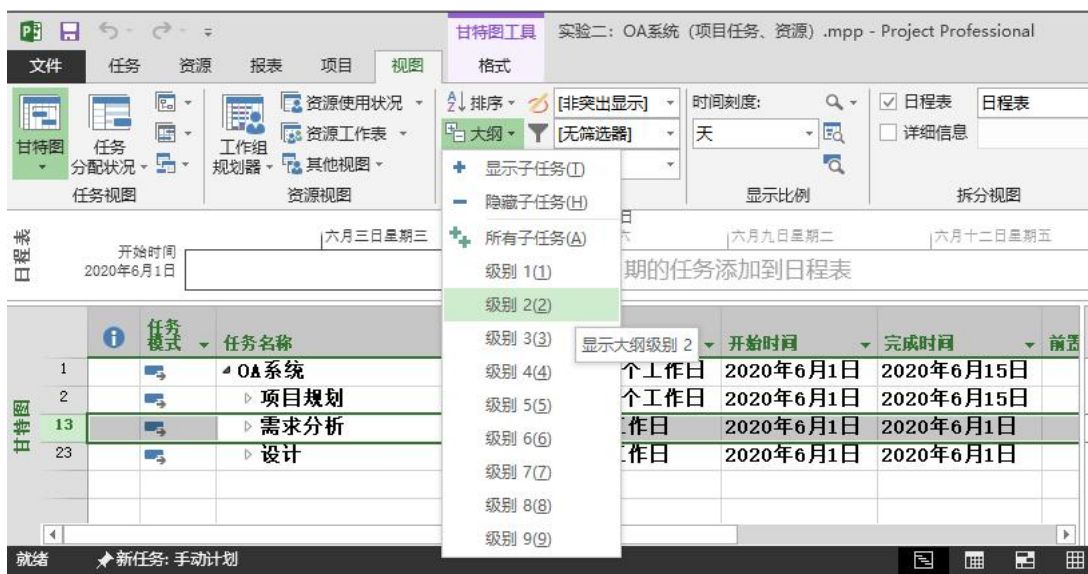 甘特图工具 实验二：OA系统（项目任务、资源）.mpp - Project Professional
文件 任务 资源 报表 项目 视图 格式
资源使用状况 排序 [非突出显示] 时间刻度: 日程表 日程表
甘特图 任务分配状况 工作组规划器 资源工作表 大纲 [无筛选器] 天 详细信息
其他视图
任务视图 资源视图 显示比例 拆分视图
显示子任务(T)
隐藏子任务(H)
所有子任务(A)
级别 1(1)
级别 2(2)
级别 3(3)
级别 4(4)
级别 5(5)
级别 6(6)
级别 7(7)
级别 8(8)
级别 9(9)
显示大纲级别 2
日程表
开始时间
2020年6月1日
六月三日星期三 六月九日星期二 六月十二日星期五
期的任务添加到日程表
任务模式 任务名称 开始时间 完成时间 前置
1 OA系统 个工作日 2020年6月1日 2020年6月15日
2 项目规划 个工作日 2020年6月1日 2020年6月15日
13 需求分析 工作日 2020年6月1日 2020年6月1日
23 设计 工作日 2020年6月1日 2020年6月1日
甘特图
就绪 新任务: 手动计划